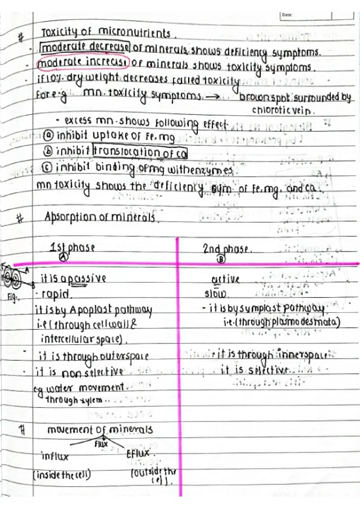 Date:
# Toxicity of micronutrients.
- moderate decrease of minerals shows deficiency symptoms.
- moderate increase of minerals shows toxicity symptoms.
- if 10% dry weight decreases called toxicity
For e.g mn. toxicity symptoms → brown spot surrounded by
chlorotic vein.
- excess mn. shows following effect
(a) inhibit uptake of Fe, mg
(b) inhibit translocation of ca
(c) inhibit binding of mg with enzymes.
mn toxicity shows the deficiency sym. of Fe, mg, and ca.
# Absorption of minerals.
1st phase
(A)
2nd phase.
(B)
- it is a passive
active
- rapid.
slow
it is by Apoplast pathway
- it is by sumplast pathway
i.e (through cell wall &
i.e (through plasmodesmata)
intercellular space).
- it is through outerspace
- it is through innerspace
- it is non selective
it is selective.
eg water movement.
through xylem.
Fig.
# movement of minerals
Flux
influx
Efflux.
(inside the cell)
(outside the
cell).